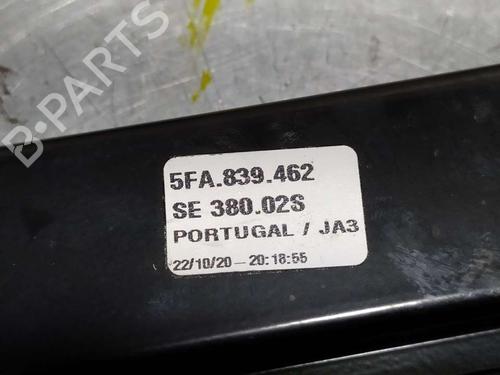 B-PARTS
5FA.839.462
SE 380.02S
PORTUGAL / JA3
22/10/20-20:18:55